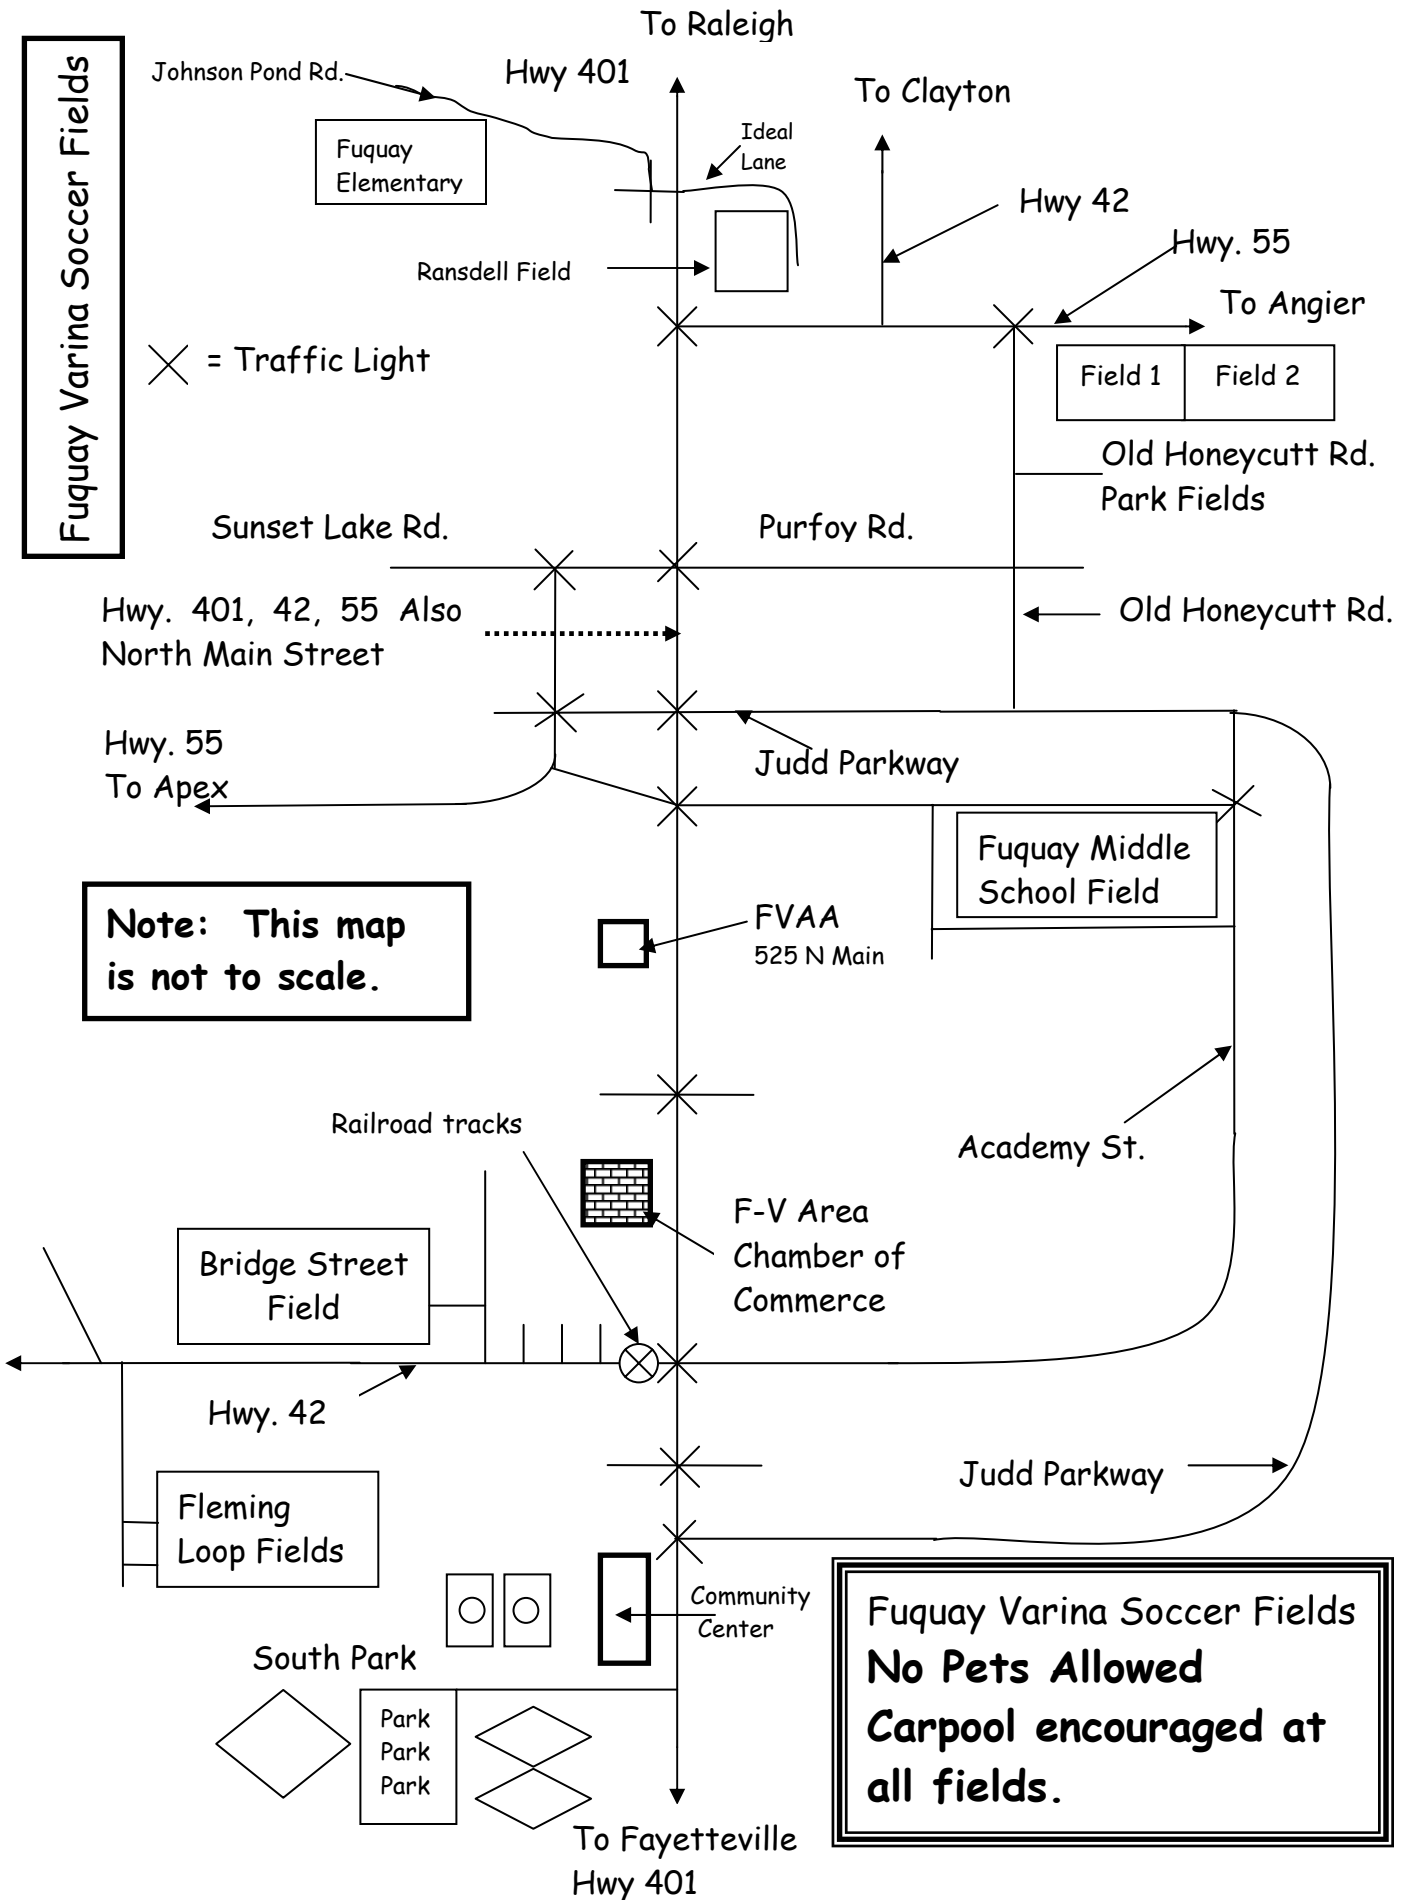 To Raleigh
Fuquay Varina Soccer Fields
Johnson Pond Rd.
Hwy 401
To Clayton
Ideal
Lane
Fuquay
Elementary
Hwy 42
Hwy. 55
Ransdell Field
To Angier
= Traffic Light
Field 1
Field 2
Old Honeycutt Rd.
Park Fields
Sunset Lake Rd.
Purfoy Rd.
Hwy. 401, 42, 55 Also
North Main Street
Old Honeycutt Rd.
Hwy. 55
To Apex
Judd Parkway
Fuquay Middle
School Field
Note: This map
is not to scale.
FVAA
525 N Main
Railroad tracks
Academy St.
F-V Area
Chamber of
Commerce
Bridge Street
Field
Hwy. 42
Judd Parkway
Fleming
Loop Fields
Community
Center
South Park
Park
Park
Park
Fuquay Varina Soccer Fields
No Pets Allowed
Carpool encouraged at
all fields.
To Fayetteville
Hwy 401